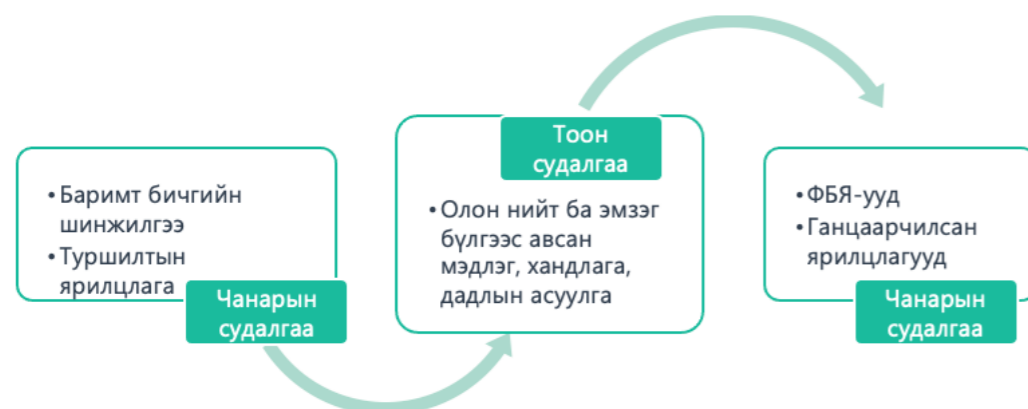 • Баримт бичгийн
шинжилгээ
• Туршилтын
ярилцлага
Чанарын
судалгаа
Тоон
судалгаа
• Олон нийт ба эмзэг
бүлгээс авсан
мэдлэг, хандлага,
дадлын асуулга
• ФБЯ-ууд
• Ганцаарчилсан
ярилцлагууд
Чанарын
судалгаа